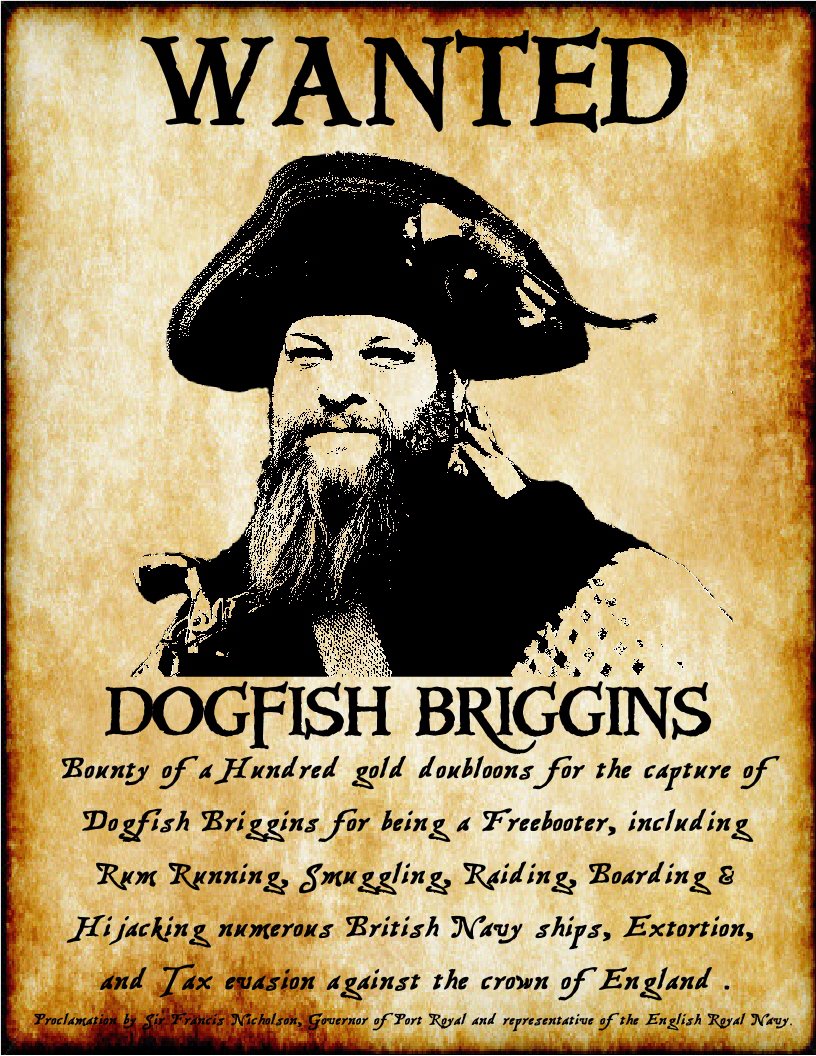 WANTED
DOGFISH BRIGGINS
Bounty of a Hundred gold doubloons for the capture of
Dogfish Briggins for being a Freebooter, including
Rum Running, Smuggling, Raiding, Boarding &
Hijacking numerous British Navy ships, Extortion,
and Tax evasion against the crown of England .
Proclamation by Sir Francis Nicholson, Governor of Port Royal and representative of the English Royal Navy.